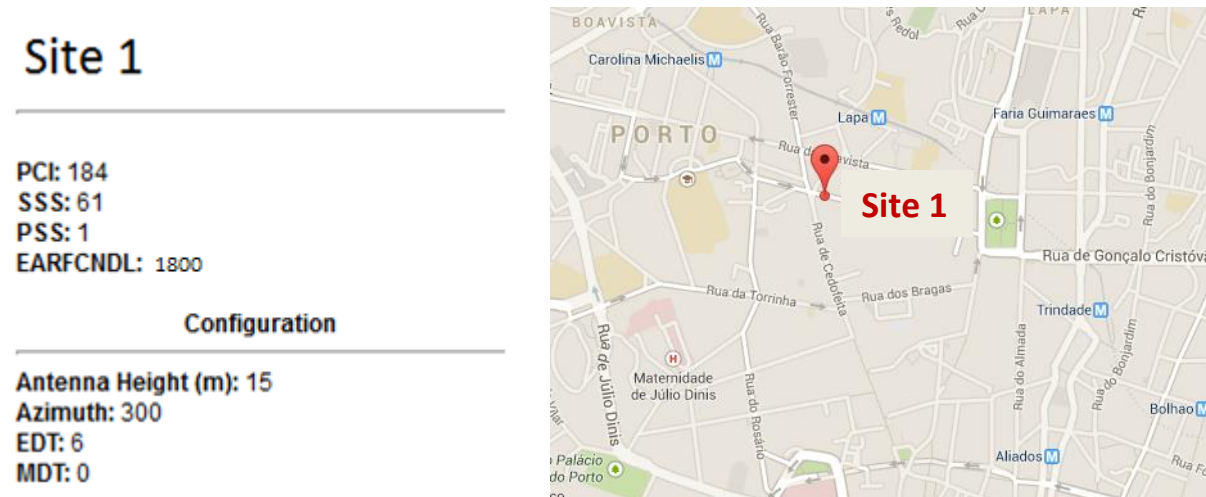 Site 1
PCI: 184
SSS: 61
PSS: 1
EARFCNDL: 1800
Configuration
Antenna Height (m): 15
Azimuth: 300
EDT: 6
MDT: 0
BOAVISTA
LAPA
Carolina Michaelis M
Rua Barão Forrester
Lapa M
Faria Guimaraes M
PORTO
Site 1
Rua do Bonjardim
Rua de Cedofeita
Rua de Gonçalo Cristóvã
Rua da Torrinha
Rua dos Bragas
Trindade M
Rua de Júlio Dinis
H
Maternidade
de Júlio Dinis
Rua do Rosário
Rua do Almada
Rua do Bonjardim
Bolhao M
Palácio
do Porto
Aliados M